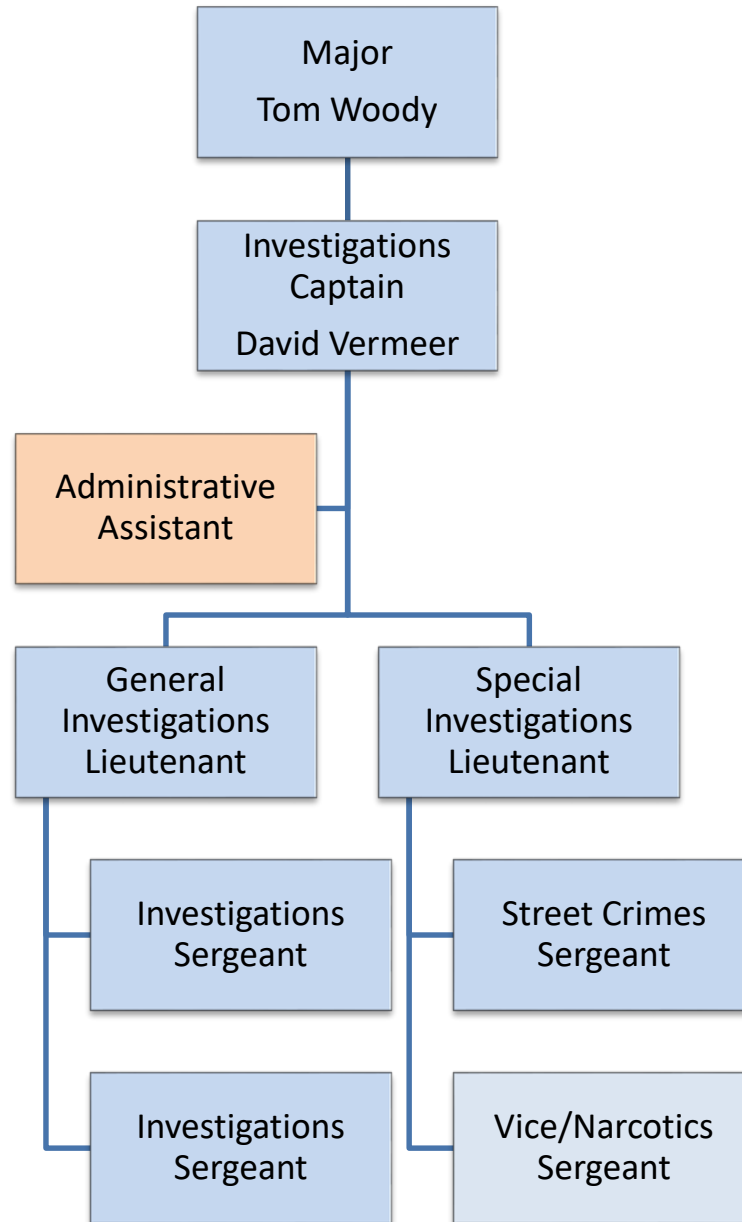 Major
Tom Woody
Investigations
Captain
David Vermeer
Administrative
Assistant
General
Investigations
Lieutenant
Special
Investigations
Lieutenant
Investigations
Sergeant
Street Crimes
Sergeant
Investigations
Sergeant
Vice/Narcotics
Sergeant